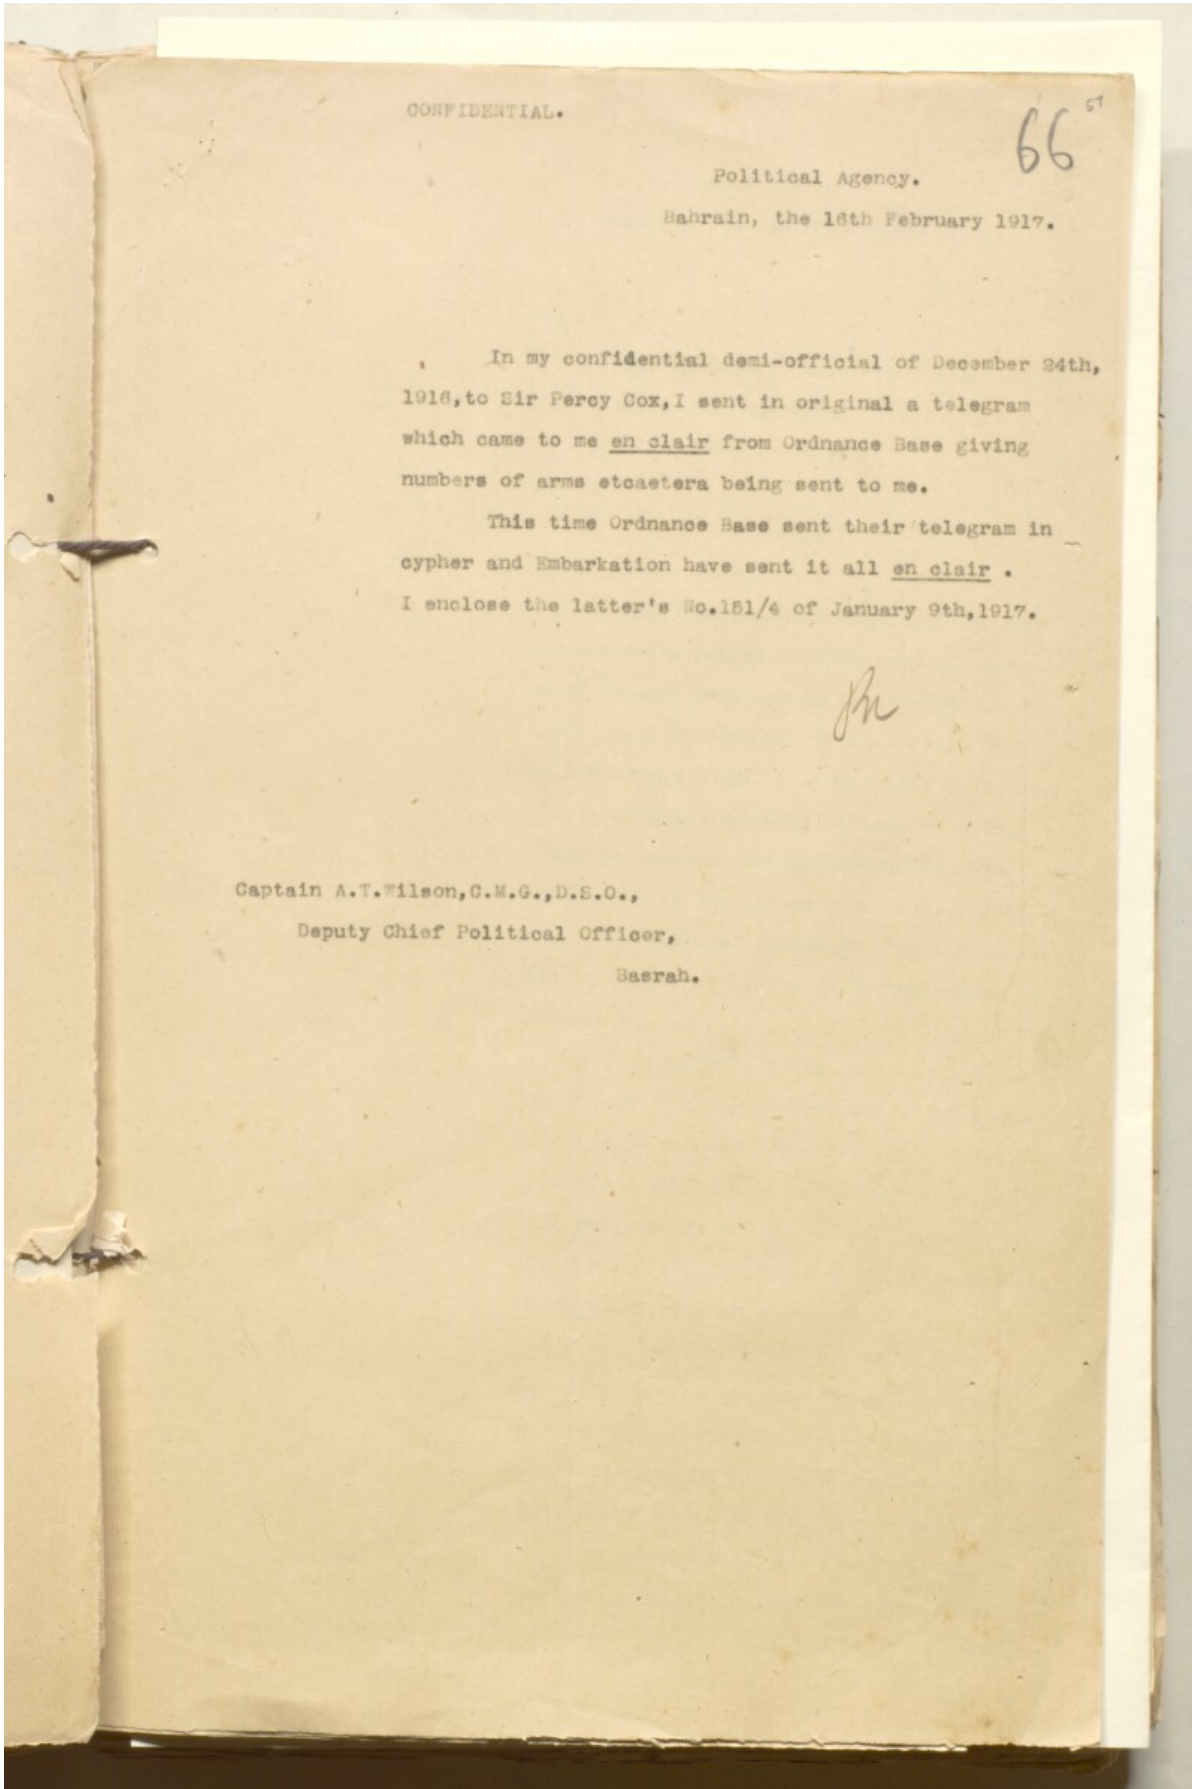 CONFIDENTIAL.
66
Political Agency.
Bahrain, the 16th February 1917.
In my confidential demi-official of December 24th,
1916,to Sir Percy Cox,I sent in original a telegram
which came to me en clair from Ordnance Base giving
numbers of arms etcaetera being sent to me.
This time Ordnance Base sent their telegram in
cypher and Embarkation have sent it all en clair .
I enclose the latter's No.151/4 of January 9th,1917.
Captain A.T.Wilson,C.M.G.,D.S.O.,
Deputy Chief Political Officer,
Basrah.